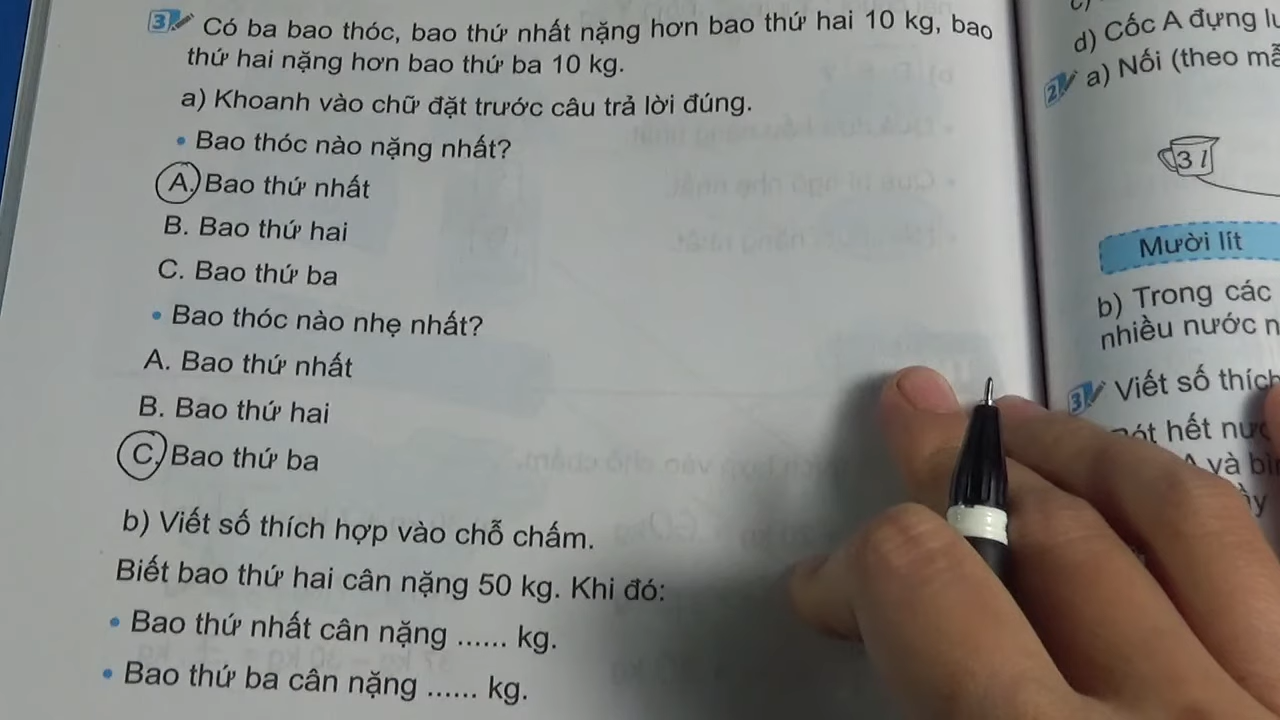 3 Có ba bao thóc, bao thứ nhất nặng hơn bao thứ hai 10 kg, bao
thứ hai nặng hơn bao thứ ba 10 kg.
a) Khoanh vào chữ đặt trước câu trả lời đúng.
• Bao thóc nào nặng nhất?
A. Bao thứ nhất
B. Bao thứ hai
C. Bao thứ ba
• Bao thóc nào nhẹ nhất?
A. Bao thứ nhất
B. Bao thứ hai
C. Bao thứ ba
b) Viết số thích hợp vào chỗ chấm.
Biết bao thứ hai cân nặng 50 kg. Khi đó:
• Bao thứ nhất cân nặng ...... kg.
• Bao thứ ba cân nặng ...... kg.
d) Cốc A đựng
2 a) Nối (theo
3 l
Mười lít
b) Trong các
nhiều nước
3 Viết số thích
hết
và